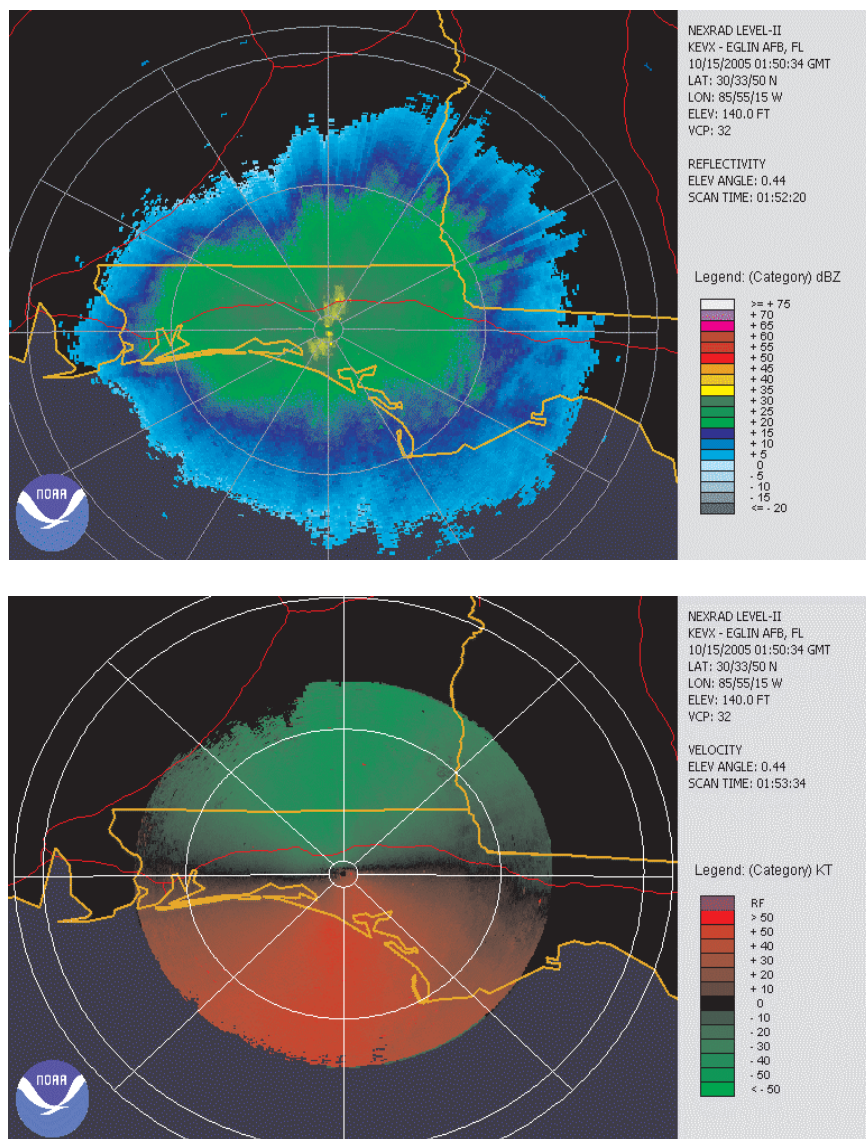 NEXRAD LEVEL-II
KEVX - EGLIN AFB, FL
10/15/2005 01:50:34 GMT
LAT: 30/33/50 N
LON: 85/55/15 W
ELEV: 140.0 FT
VCP: 32
REFLECTIVITY
ELEV ANGLE: 0.44
SCAN TIME: 01:52:20
Legend: (Category) dBZ
>= + 75
+ 70
+ 65
+ 60
+ 55
+ 50
+ 45
+ 40
+ 35
+ 30
+ 25
+ 20
+ 15
+ 10
+ 5
0
- 5
- 10
- 15
<= - 20
NOAA
NEXRAD LEVEL-II
KEVX - EGLIN AFB, FL
10/15/2005 01:50:34 GMT
LAT: 30/33/50 N
LON: 85/55/15 W
ELEV: 140.0 FT
VCP: 32
VELOCITY
ELEV ANGLE: 0.44
SCAN TIME: 01:53:34
Legend: (Category) KT
RF
> 50
+ 50
+ 40
+ 30
+ 20
+ 10
0
- 10
- 20
- 30
- 40
- 50
< - 50
NOAA